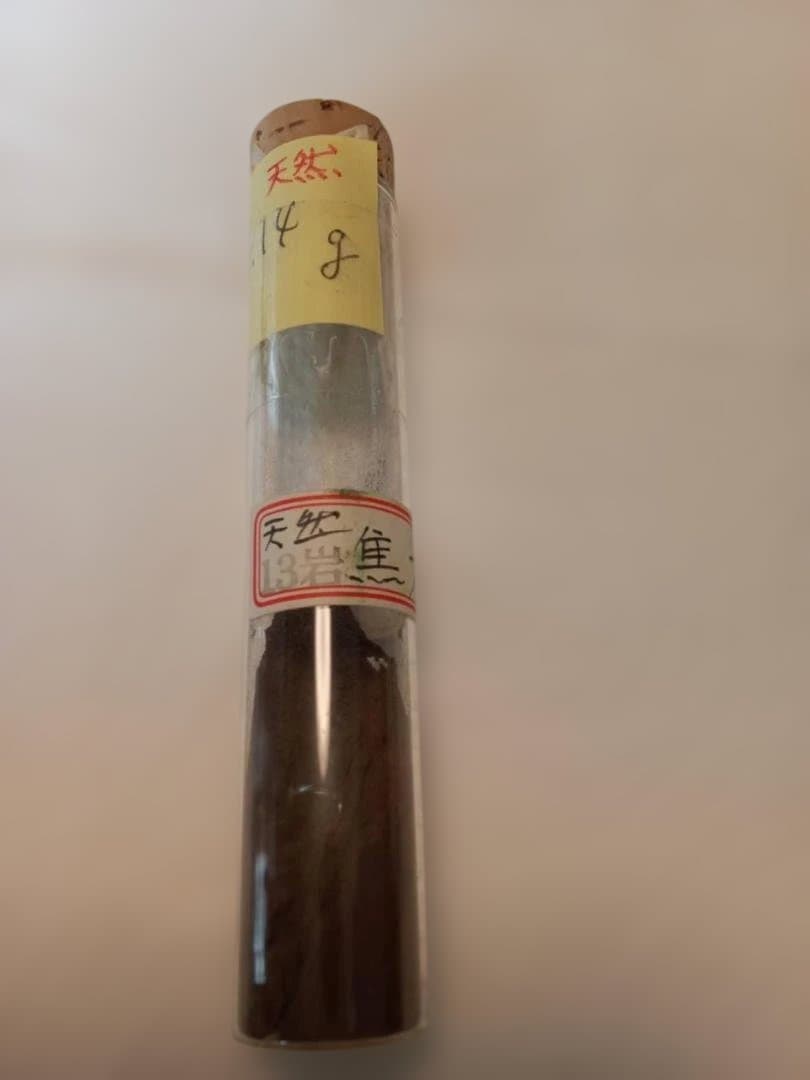 天然
.14 g
天然
13岩 焦